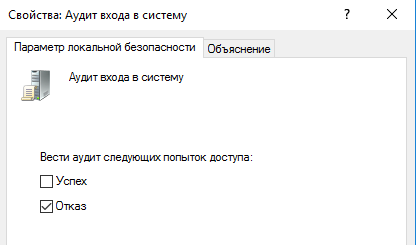 Свойства: Аудит входа в систему
Параметр локальной безопасности
Объяснение
Аудит входа в систему
Вести аудит следующих попыток доступа:
Успех
Отказ